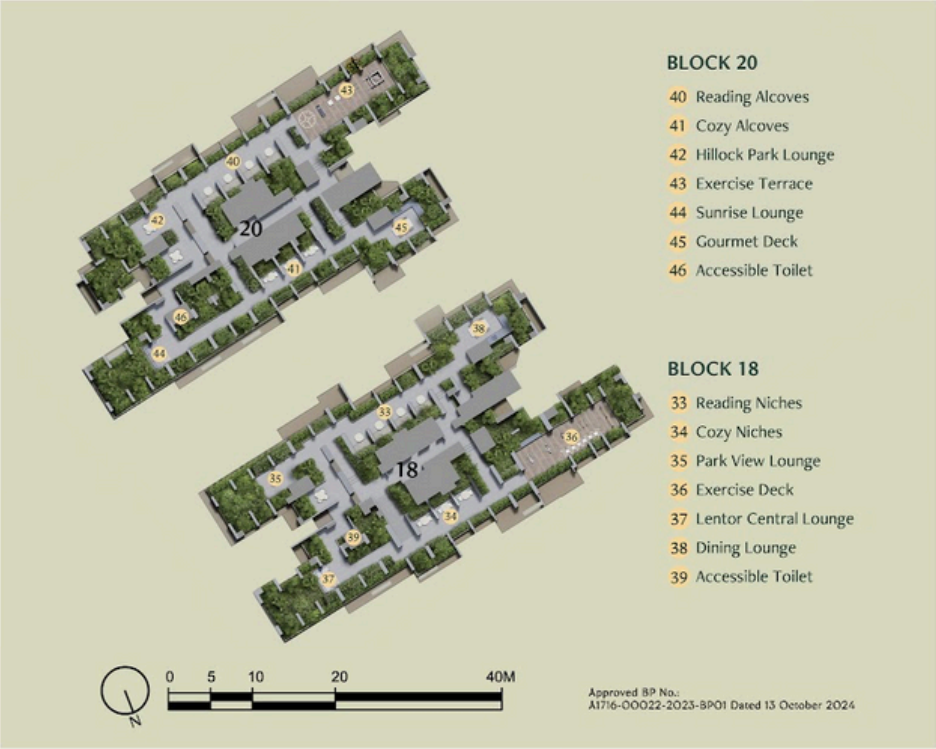 BLOCK 20
40 Reading Alcoves
41 Cozy Alcoves
42 Hillock Park Lounge
43 Exercise Terrace
44 Sunrise Lounge
45 Gourmet Deck
46 Accessible Toilet
BLOCK 18
33 Reading Niches
34 Cozy Niches
35 Park View Lounge
36 Exercise Deck
37 Lentor Central Lounge
38 Dining Lounge
39 Accessible Toilet
43
40
42
20
45
41
46
44
38
33
36
18
35
34
39
37
N
0 5 10 20 40M
Approved BP No.:
A1716-00022-2023-BP01 Dated 13 October 2024